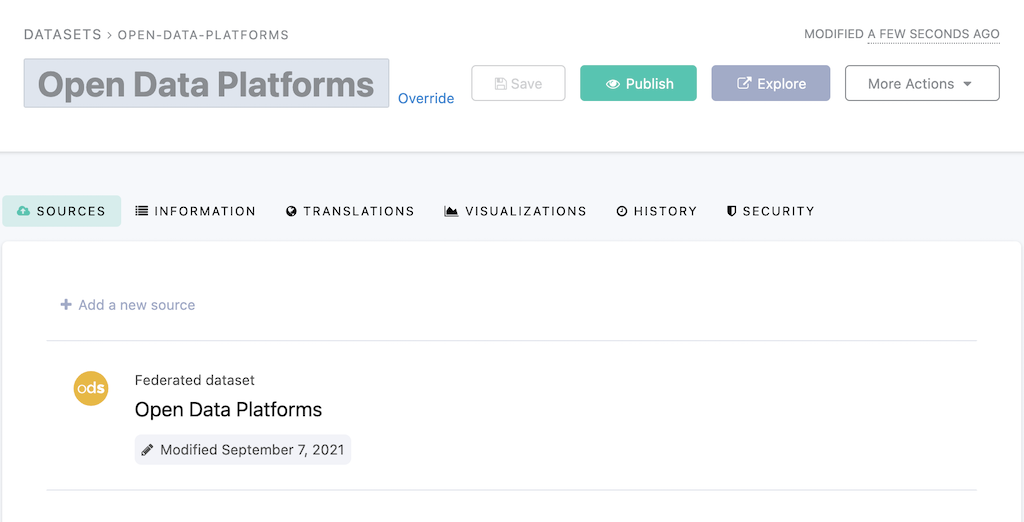 DATASETS › OPEN-DATA-PLATFORMS
MODIFIED A FEW SECONDS AGO
Open Data Platforms
Override
Save
Publish
Explore
More Actions
SOURCES
INFORMATION
TRANSLATIONS
VISUALIZATIONS
HISTORY
SECURITY
Add a new source
ods
Federated dataset
Open Data Platforms
Modified September 7, 2021